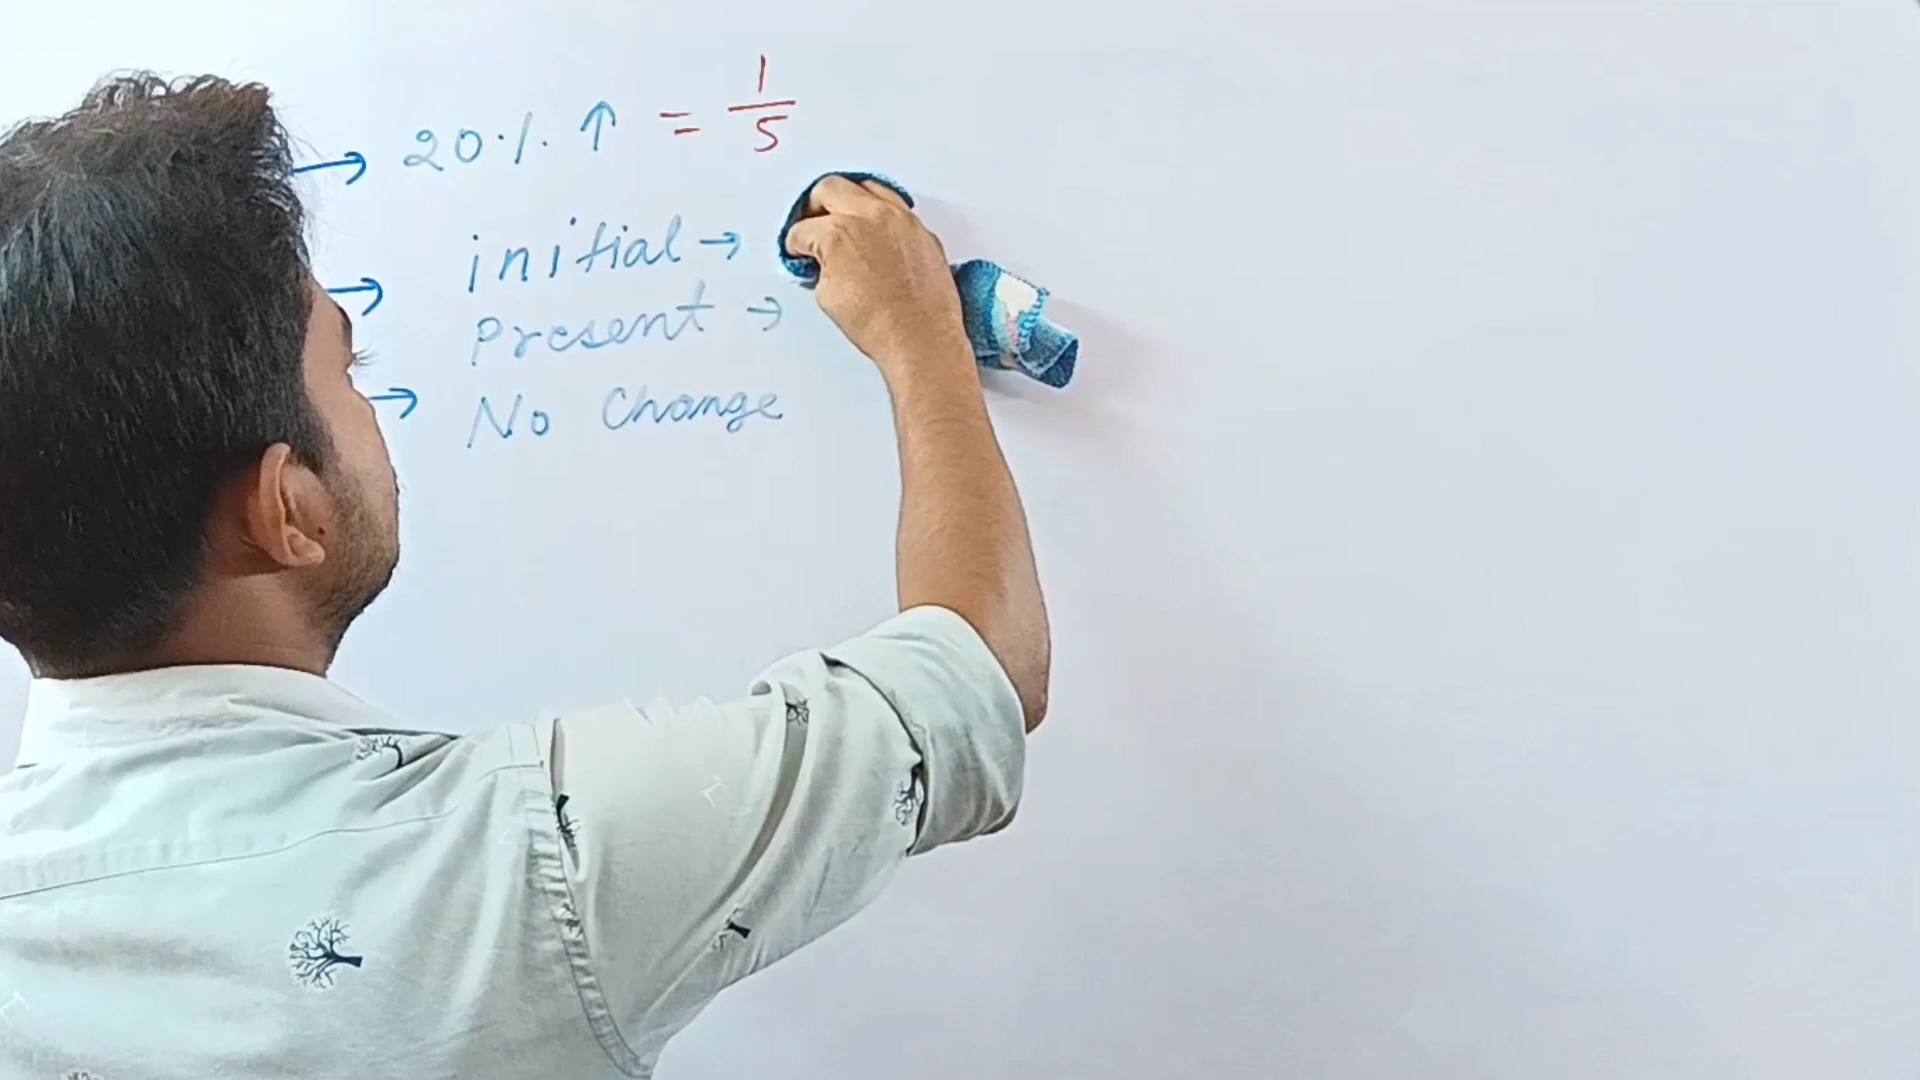 → 20% ↑ = 1/5
→ initial →
Present →
→ No Change